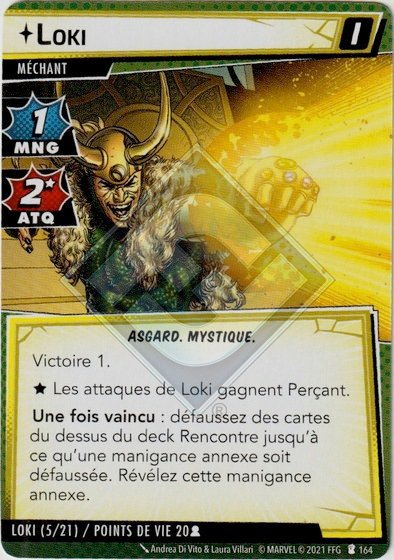 LOKI
I
MÉCHANT
1
MNG
2★
ATQ
ASGARD. MYSTIQUE.
Victoire 1.
★ Les attaques de Loki gagnent Perçant.
Une fois vaincu : défaussez des cartes
du dessus du deck Rencontre jusqu'à
ce qu'une manigance annexe soit
défaussée. Révélez cette manigance
annexe.
LOKI (5/21) / POINTS DE VIE 20
Andrea Di Vito & Laura Villari © MARVEL © 2021 FFG 164